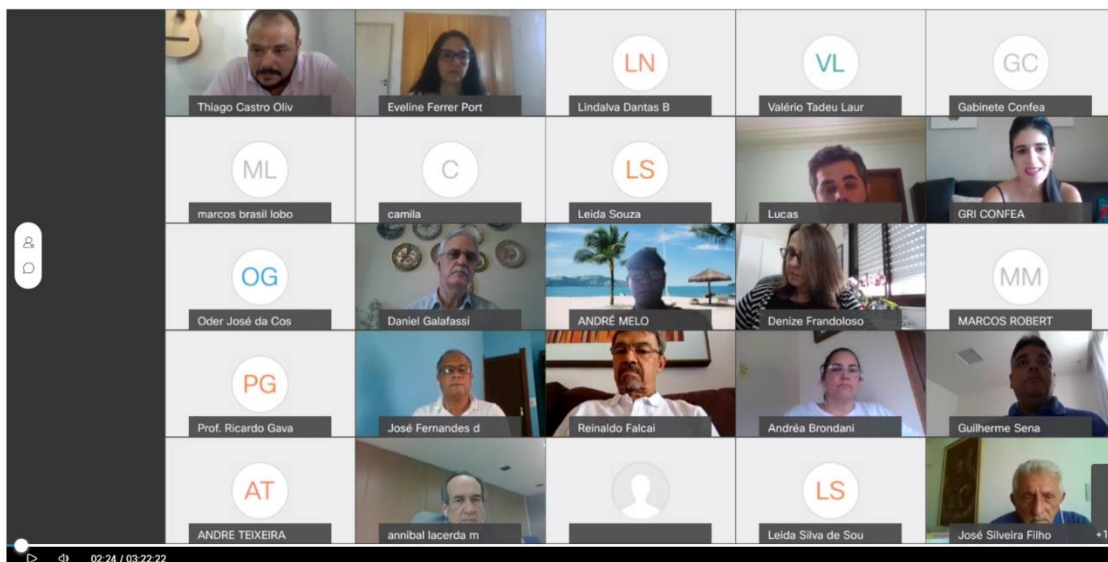 Thiago Castro Oliv
Eveline Ferrer Port
LN
Lindalva Dantas B
VL
Valério Tadeu Laur
GC
Gabinete Confea
ML
marcos brasil lobo
C
camila
LS
Leida Souza
Lucas
GRI CONFEA
OG
Oder José da Cos
Daniel Galafassi
ANDRÉ MELO
Denize Frandoloso
MM
MARCOS ROBERT
PG
Prof. Ricardo Gava
José Fernandes d
Reinaldo Falcai
Andréa Brondani
Guilherme Sena
AT
ANDRE TEIXEIRA
annibal lacerda m
LS
Leida Silva de Sou
José Silveira Filho
+1
02:24 / 03:22:22